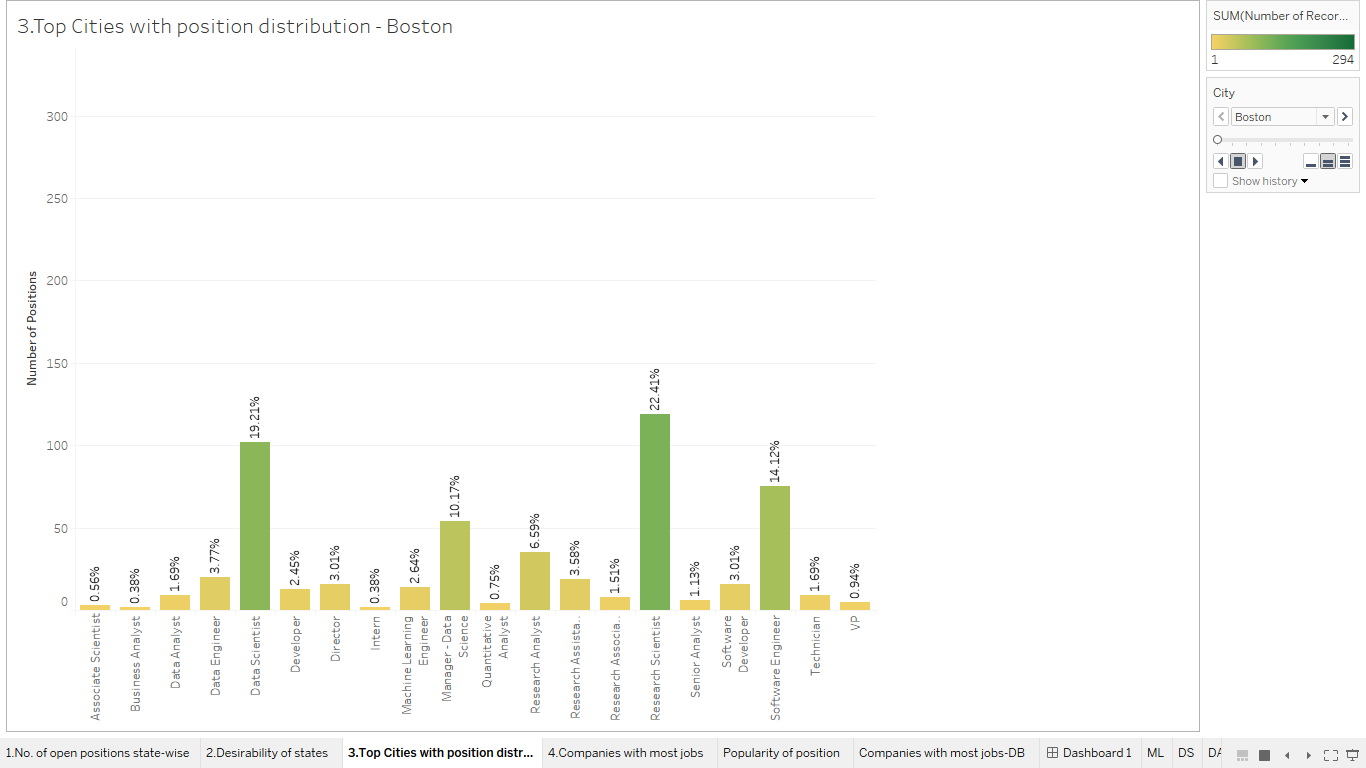 3.Top Cities with position distribution - Boston
SUM(Number of Recor...
1
294
City
Boston
Show history
Number of Positions
300
250
200
150
100
50
0
0.56%
0.38%
1.69%
3.77%
19.21%
2.45%
3.01%
0.38%
2.64%
10.17%
0.75%
6.59%
3.58%
1.51%
22.41%
1.13%
3.01%
14.12%
1.69%
0.94%
Associate Scientist
Business Analyst
Data Analyst
Data Engineer
Data Scientist
Developer
Director
Intern
Machine Learning
Engineer
Manager - Data
Science
Quantitative
Analyst
Research Analyst
Research Assista..
Research Associa..
Research Scientist
Senior Analyst
Software
Developer
Software Engineer
Technician
VP
1.No. of open positions state-wise
2.Desirability of states
3.Top Cities with position distr...
4.Companies with most jobs
Popularity of position
Companies with most jobs-DB
Dashboard 1
ML
DS
DA